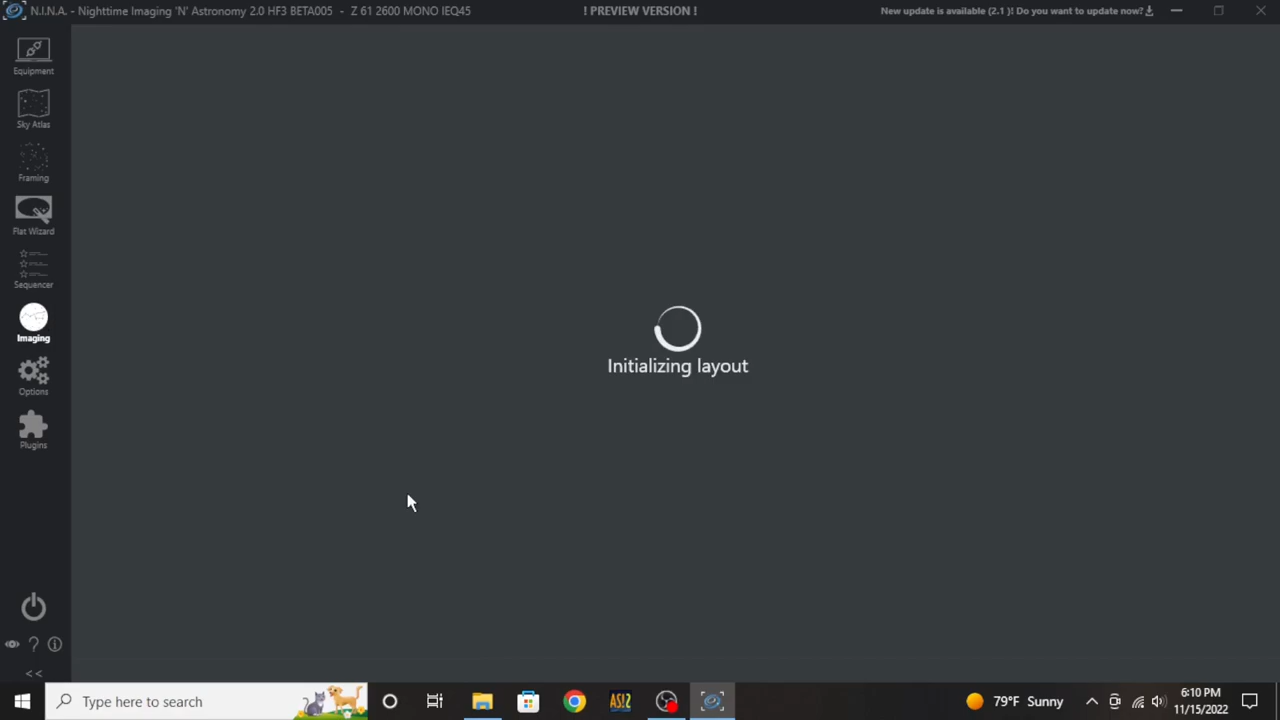 N.I.N.A. - Nighttime Imaging 'N' Astronomy 2.0 HF3 BETA005 - Z 61 2600 MONO IEQ45
! PREVIEW VERSION !
New update is available (2.1 )! Do you want to update now?
Equipment
Sky Atlas
Framing
Flat Wizard
Sequencer
Imaging
Options
Plugins
Initializing layout
<<
Type here to search
AS!2
79°F Sunny
6:10 PM
11/15/2022